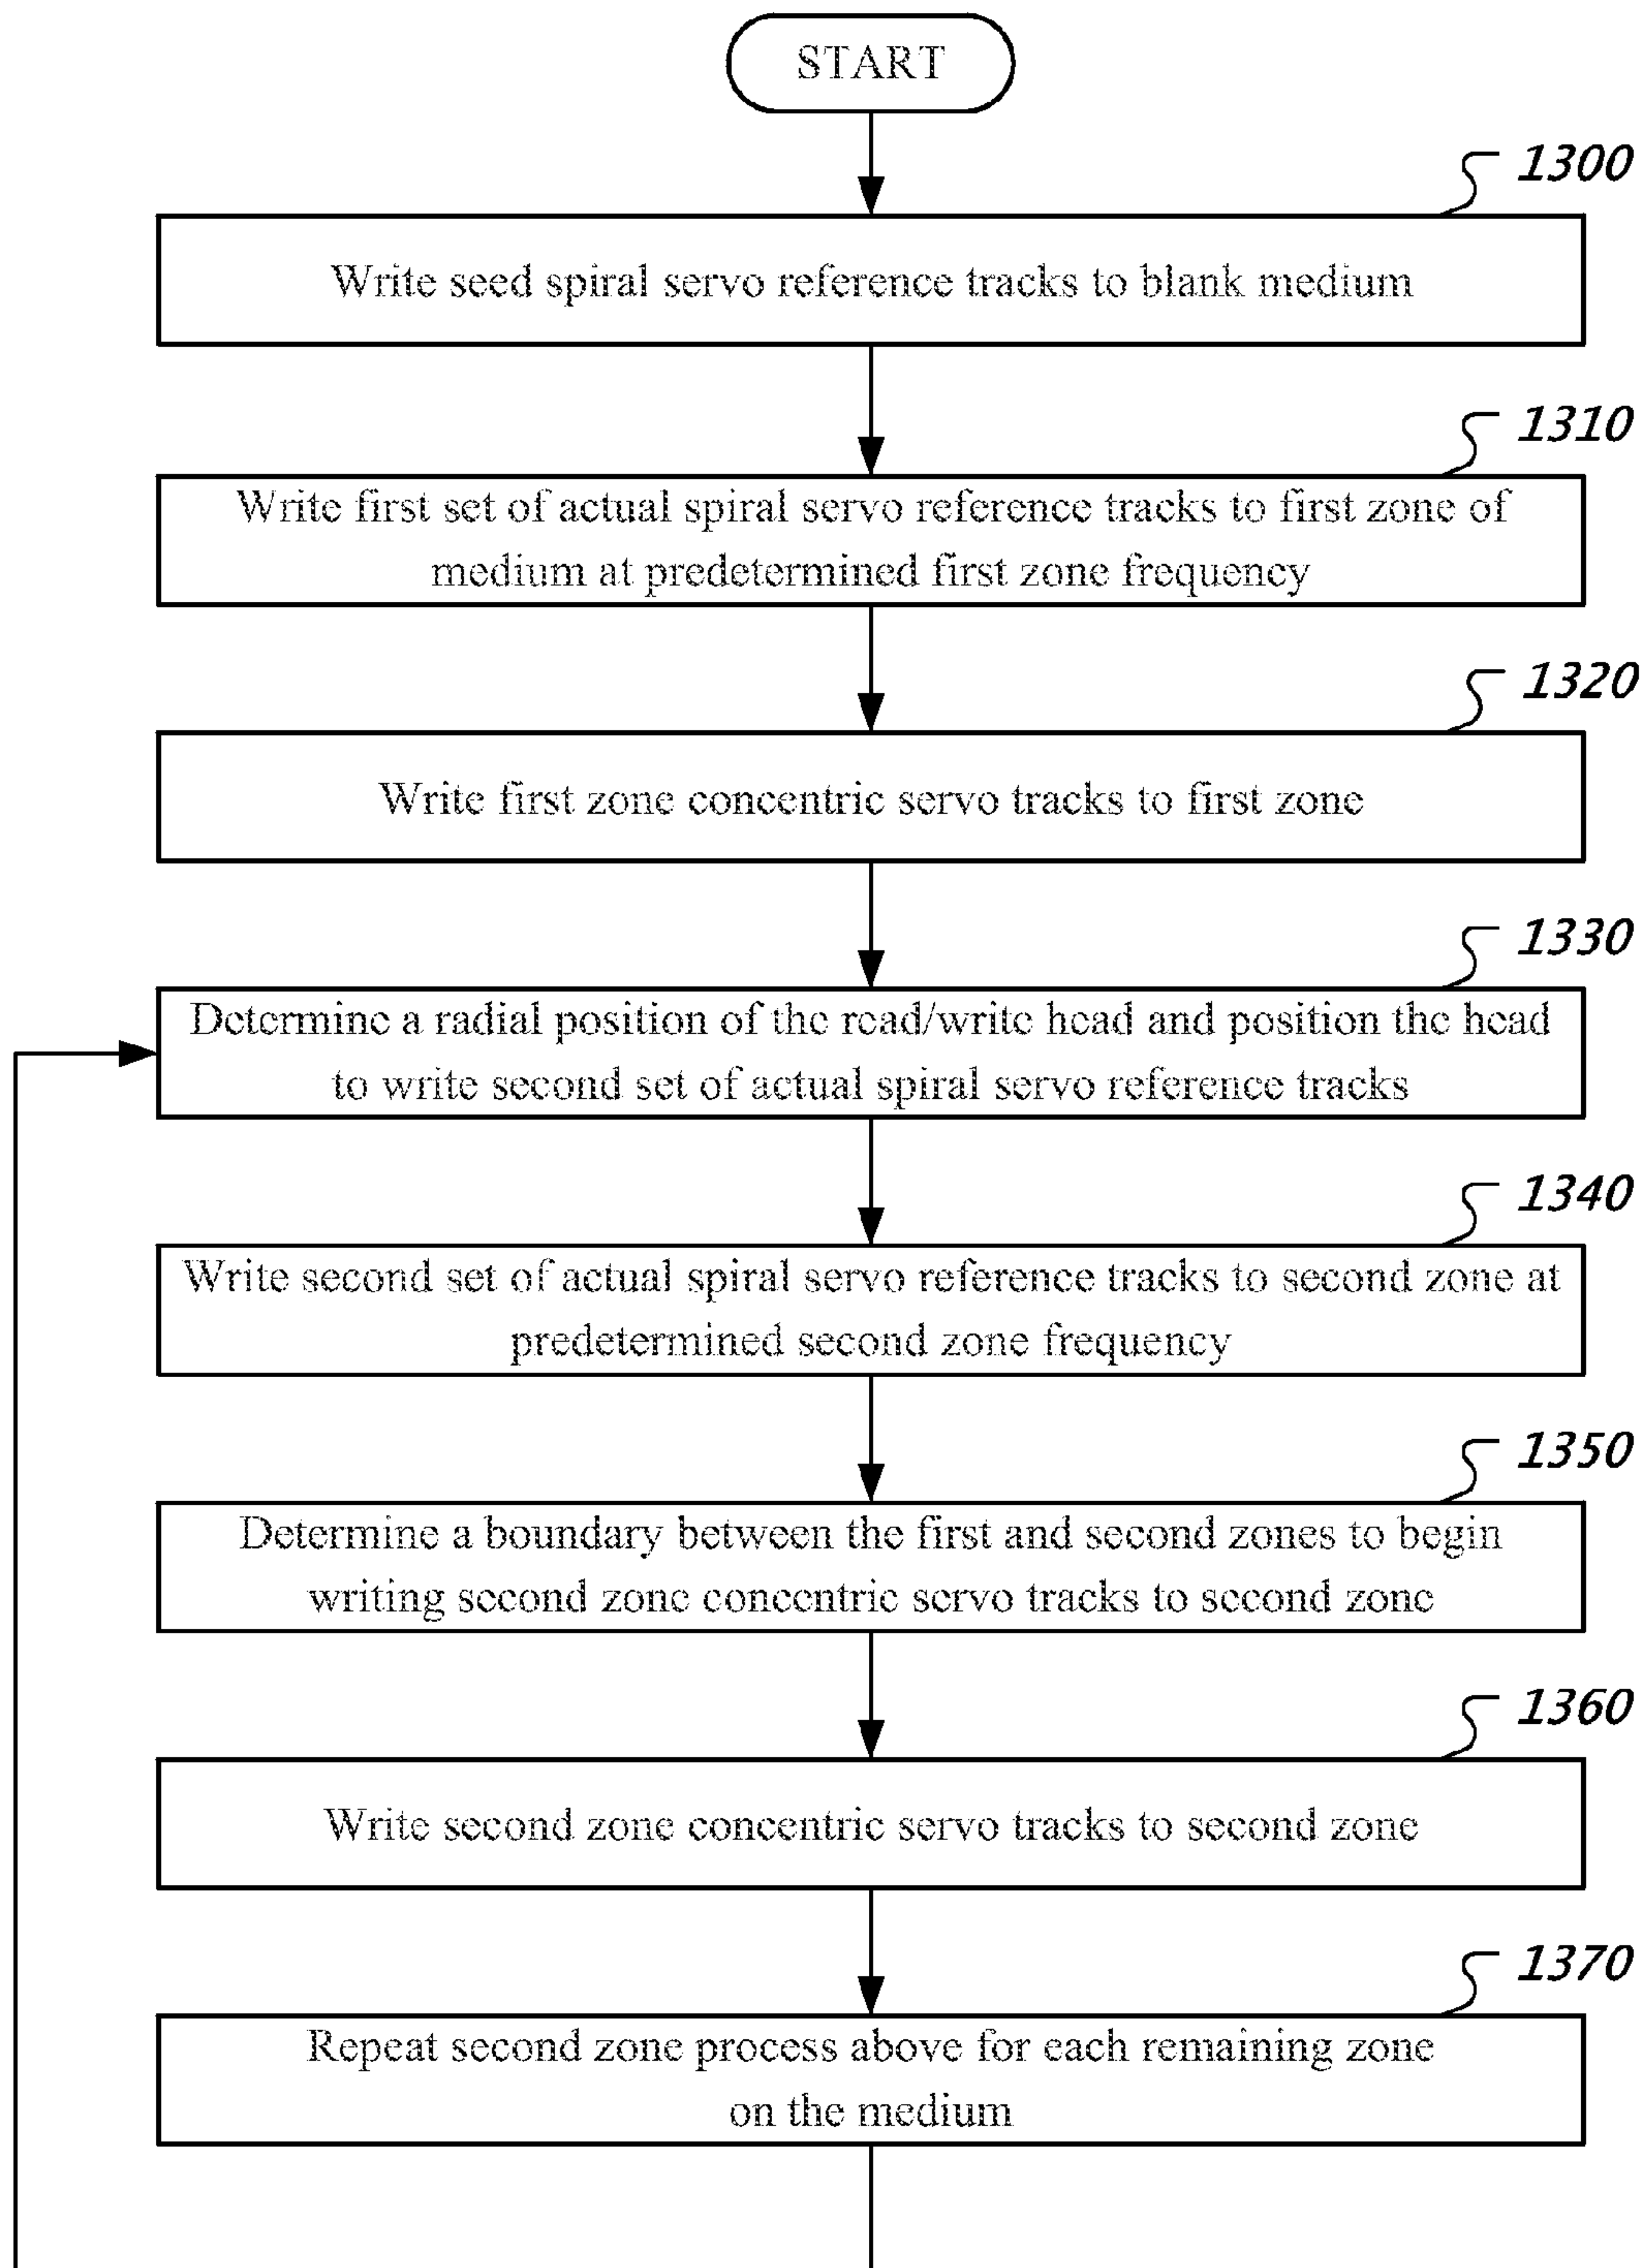 START
1300
Write seed spiral servo reference tracks to blank medium
1310
Write first set of actual spiral servo reference tracks to first zone of
medium at predetermined first zone frequency
1320
Write first zone concentric servo tracks to first zone
1330
Determine a radial position of the read/write head and position the head
to write second set of actual spiral servo reference tracks
1340
Write second set of actual spiral servo reference tracks to second zone at
predetermined second zone frequency
1350
Determine a boundary between the first and second zones to begin
writing second zone concentric servo tracks to second zone
1360
Write second zone concentric servo tracks to second zone
1370
Repeat second zone process above for each remaining zone
on the medium